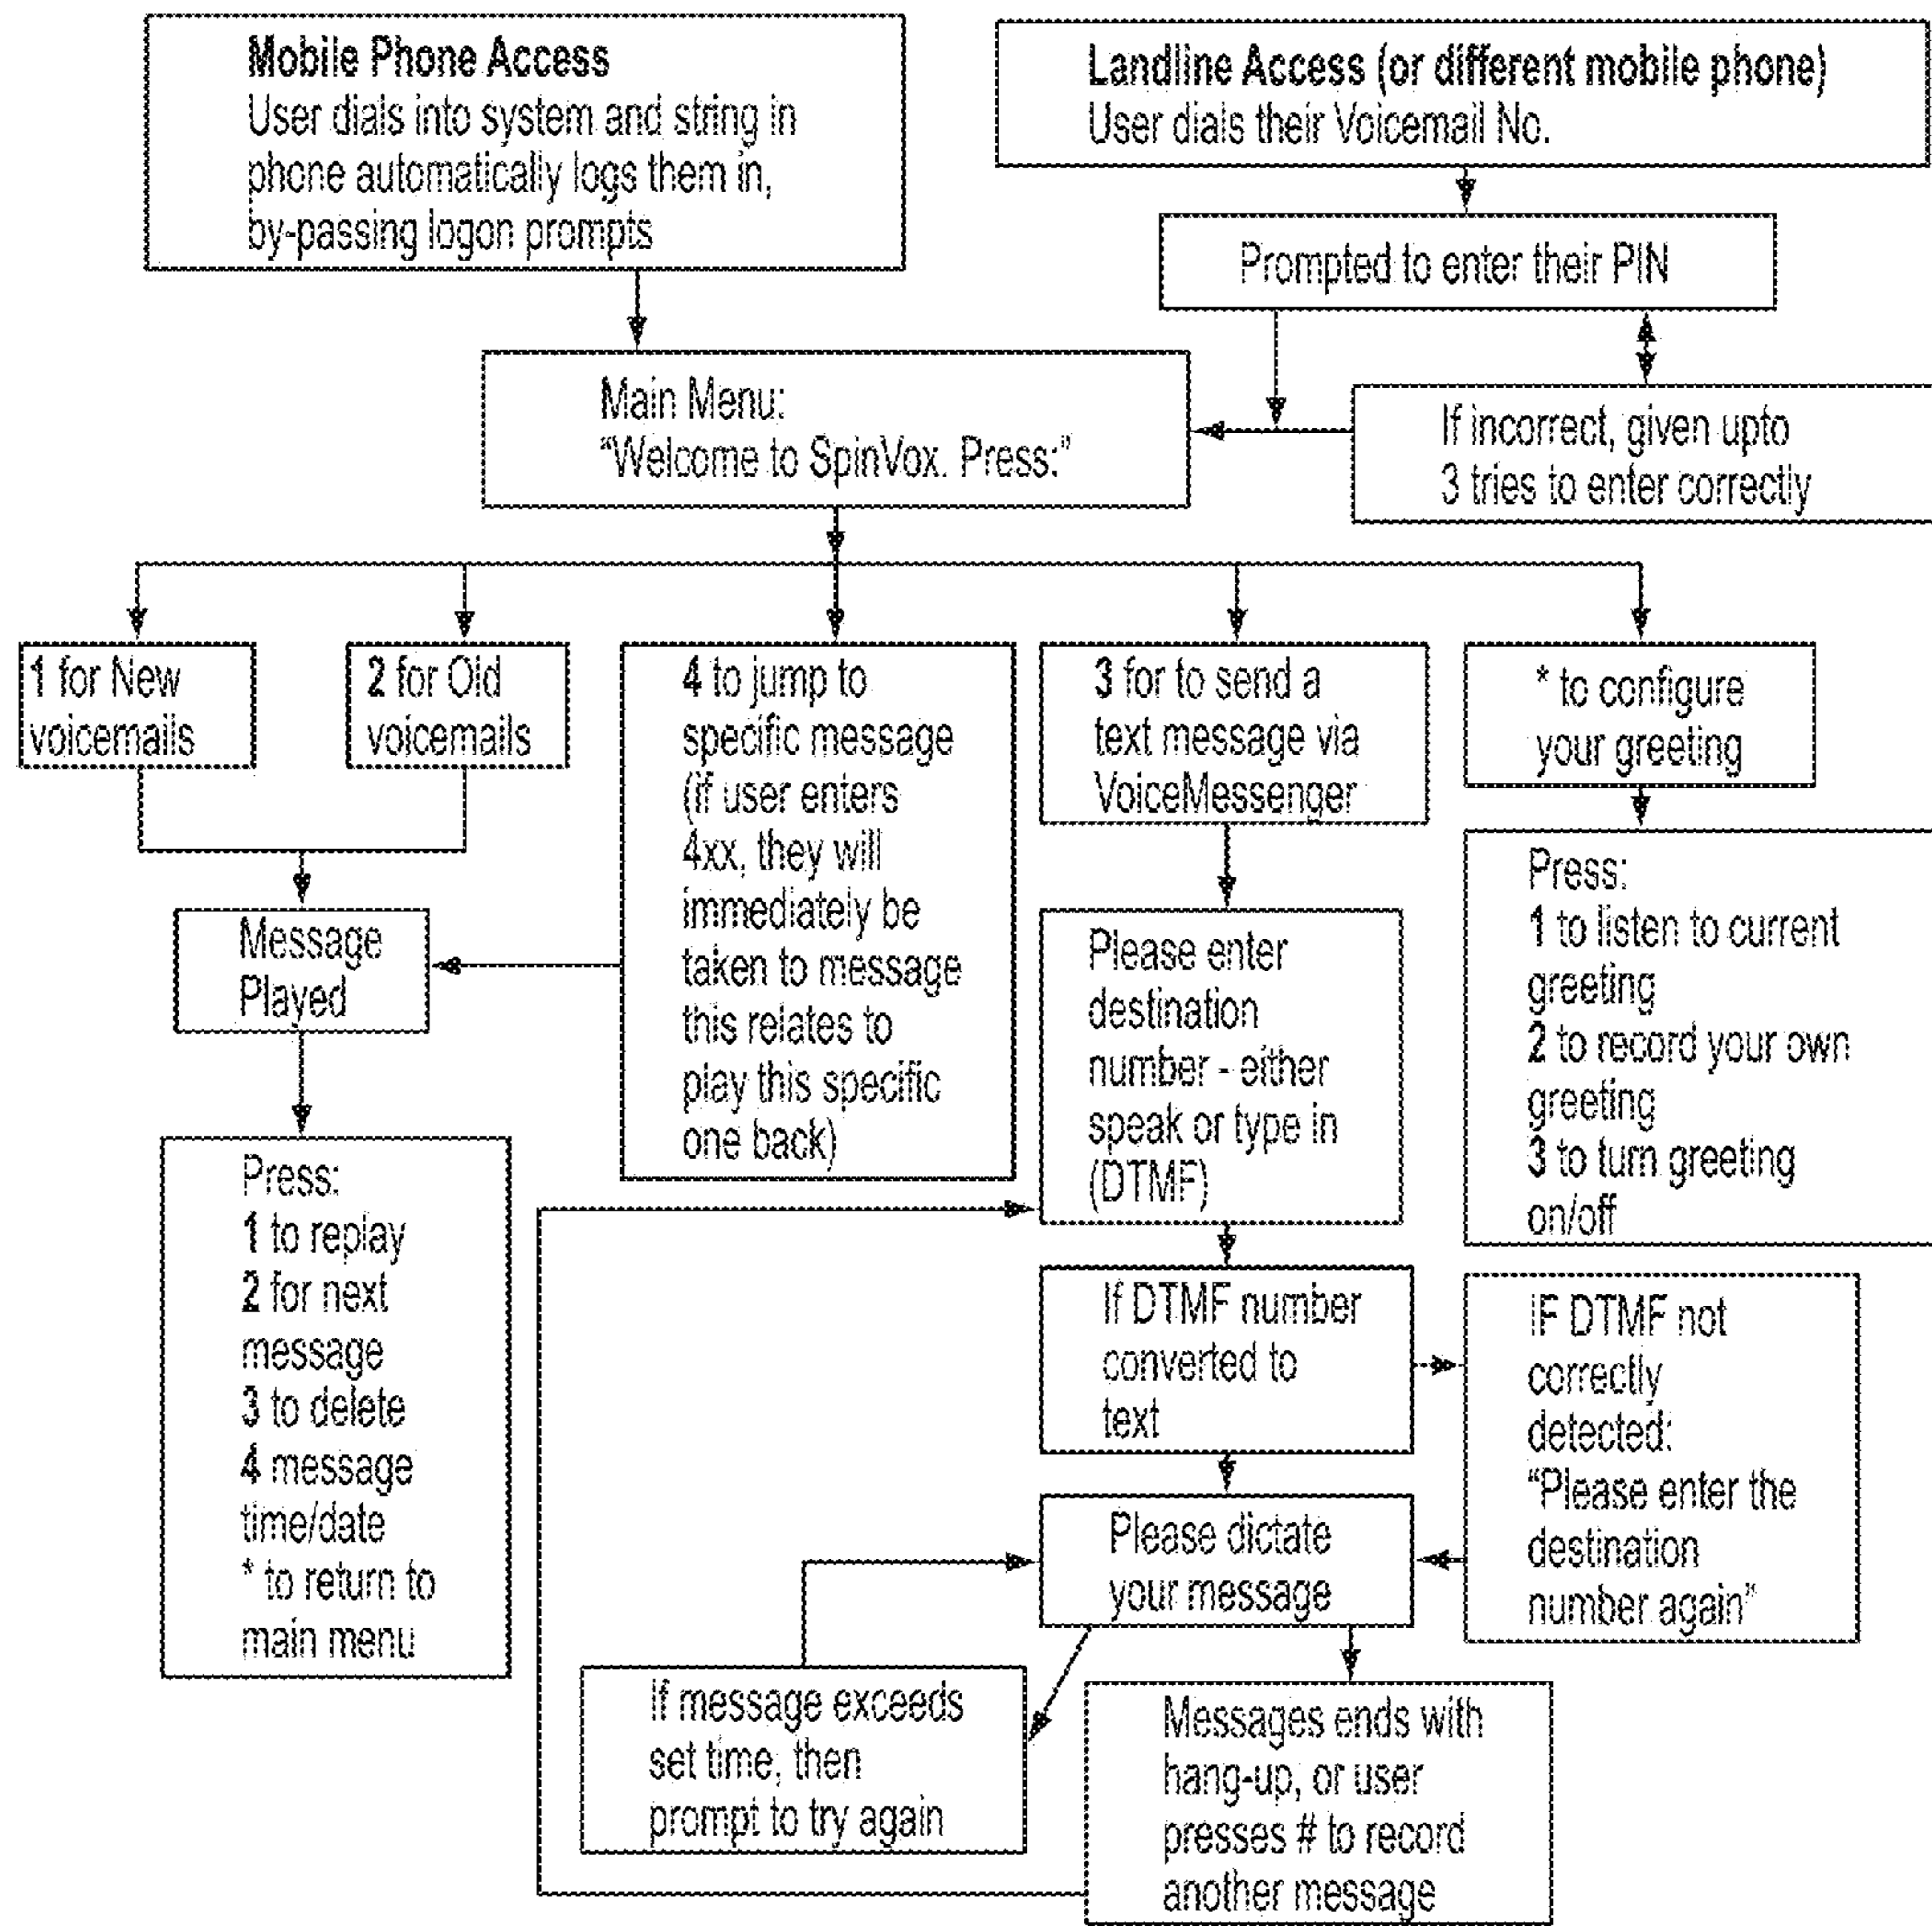 Mobile Phone Access
User dials into system and string in
phone automatically logs them in,
by-passing logon prompts
Landline Access (or different mobile phone)
User dials their Voicemail No.
Prompted to enter their PIN
Main Menu:
“Welcome to SpinVox. Press:”
If incorrect, given upto
3 tries to enter correctly
1 for New
voicemails
2 for Old
voicemails
4 to jump to
specific message
(if user enters
4xx, they will
immediately be
taken to message
this relates to
play this specific
one back)
3 for to send a
text message via
VoiceMessenger
* to configure
your greeting
Message
Played
Please enter
destination
number - either
speak or type in
(DTMF)
Press:
1 to listen to current
greeting
2 to record your own
greeting
3 to turn greeting
on/off
Press:
1 to replay
2 for next
message
3 to delete
4 message
time/date
* to return to
main menu
If DTMF number
converted to
text
IF DTMF not
correctly
detected:
“Please enter the
destination
number again”
Please dictate
your message
If message exceeds
set time, then
prompt to try again
Messages ends with
hang-up, or user
presses # to record
another message